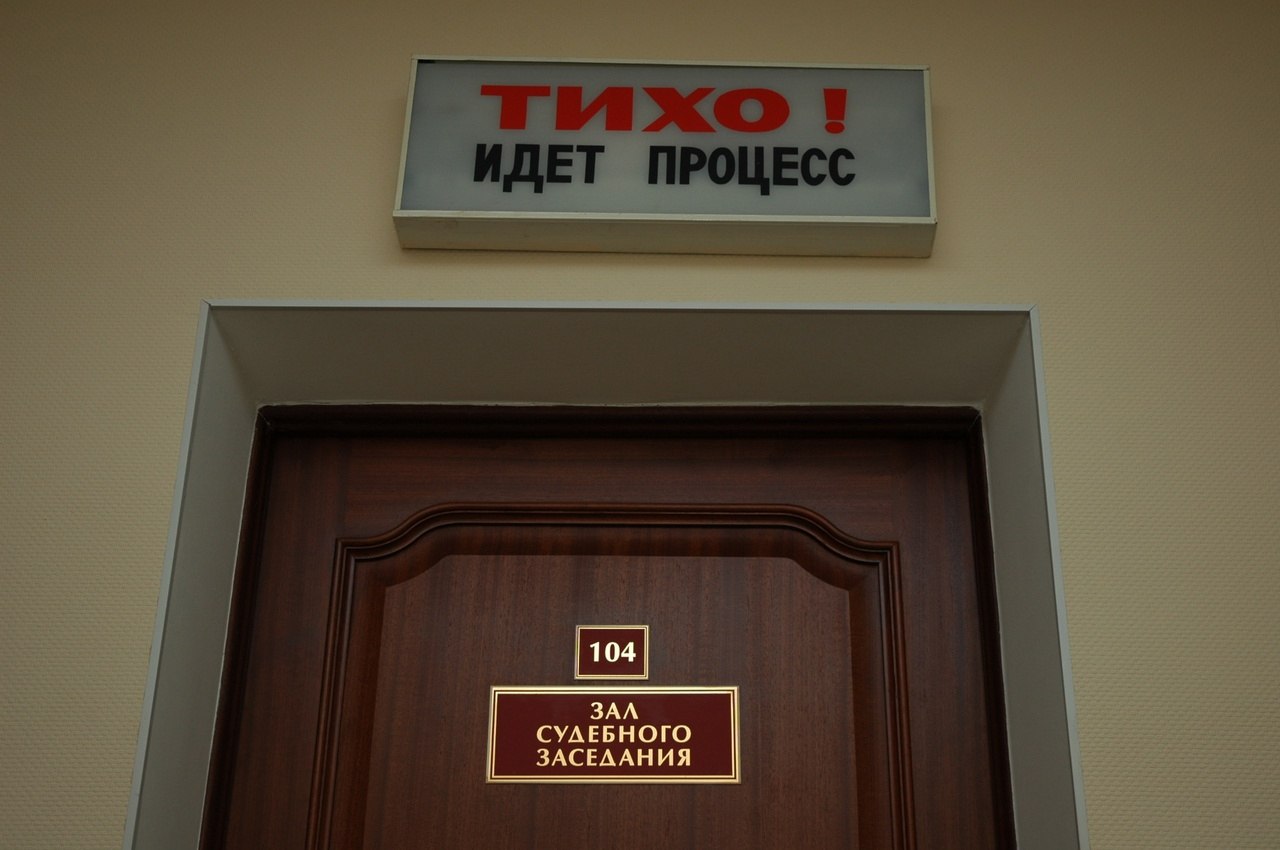 ТИХО !
ИДЕТ ПРОЦЕСС
104
ЗАЛ
СУДЕБНОГО
ЗАСЕДАНИЯ